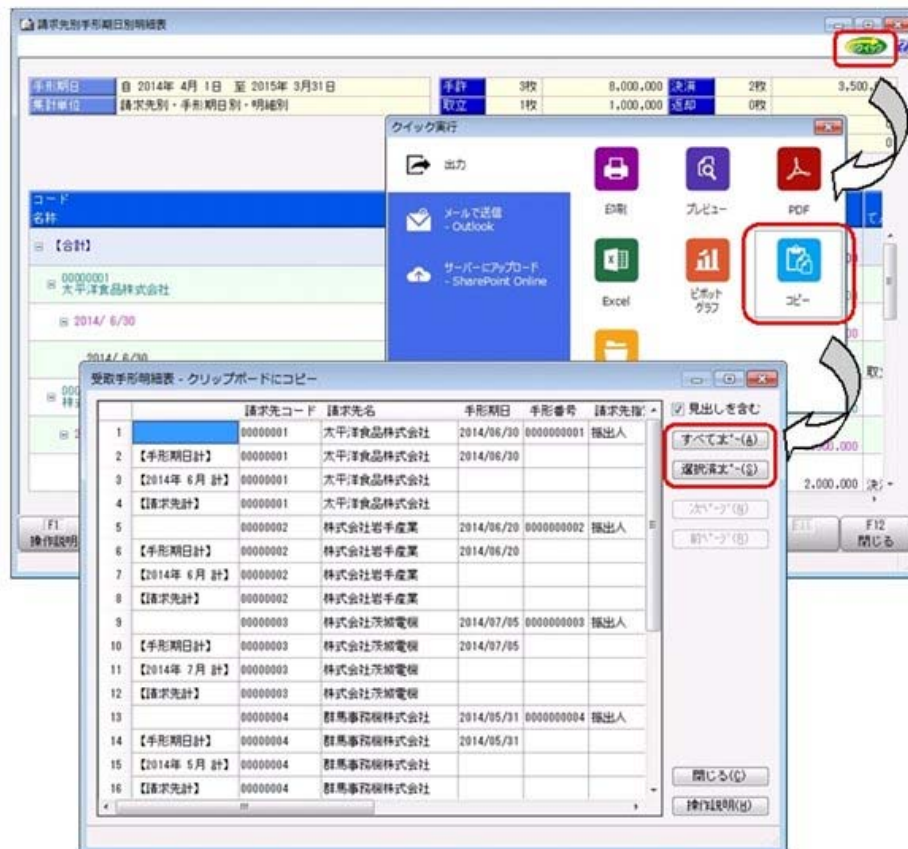 請求先別手形期日別明細表
クイック
手形期日 自 2014年 4月 1日 至 2015年 3月31日
集計単位 請求先別・手形期日別・明細別
手許 3枚 8,000,000 決済 2枚
取立 1枚 1,000,000 返却 0枚
0
コード
名称
【合計】
00000001
太平洋食品株式会社
2014/ 6/30
2014/ 6/30
2,000,000
F1
操作説明
F12
閉じる
クイック実行
出力
メールで送信
- Outlook
サーバーにアップロード
- SharePoint Online
印刷 プレビュー PDF
Excel ピボット
グラフ コピー
受取手形明細表 - クリップボードにコピー
請求先コード 請求先名 手形期日 手形番号
1 00000001 太平洋食品株式会社 2014/06/30 0000000001 振出人
2 【手形期日計】 00000001 太平洋食品株式会社 2014/06/30
3 【2014年 6月 計】 00000001 太平洋食品株式会社
4 【請求先計】 00000001 太平洋食品株式会社
5 00000002 株式会社岩手産業 2014/06/20 0000000002 振出人
6 【手形期日計】 00000002 株式会社岩手産業 2014/06/20
7 【2014年 6月 計】 00000002 株式会社岩手産業
8 【請求先計】 00000002 株式会社岩手産業
9 00000003 株式会社茨城電機 2014/07/05 0000000003 振出人
10 【手形期日計】 00000003 株式会社茨城電機 2014/07/05
11 【2014年 7月 計】 00000003 株式会社茨城電機
12 【請求先計】 00000003 株式会社茨城電機
13 00000004 群馬事務機株式会社 2014/05/31 0000000004 振出人
14 【手形期日計】 00000004 群馬事務機株式会社 2014/05/31
15 【2014年 5月 計】 00000004 群馬事務機株式会社
16 【請求先計】 00000004 群馬事務機株式会社
見出しを含む
すべてコピー(A)
選択済コピー(S)
次ページ(N)
前ページ(R)
閉じる(C)
操作説明(H)